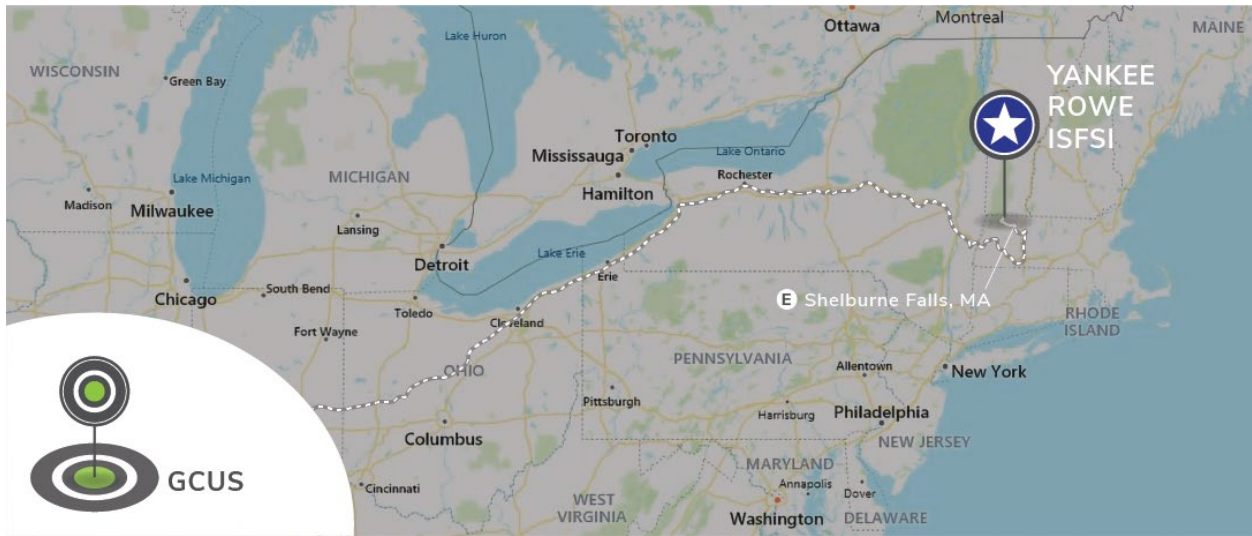 Ottawa
Montreal
MAINE
Lake Huron
WISCONSIN
Green Bay
YANKEE
ROWE
ISFSI
Toronto
Mississauga
Lake Ontario
Lake Michigan
MICHIGAN
Rochester
Hamilton
Madison
Milwaukee
Lansing
Detroit
Lake Erie
Erie
Chicago
South Bend
E Shelburne Falls, MA
Toledo
Cleveland
RHODE
ISLAND
Fort Wayne
PENNSYLVANIA
OHIO
Allentown
New York
Pittsburgh
Harrisburg
Philadelphia
Columbus
NEW JERSEY
MARYLAND
GCUS
Cincinnati
Annapolis
Dover
WEST
VIRGINIA
Washington
DELAWARE